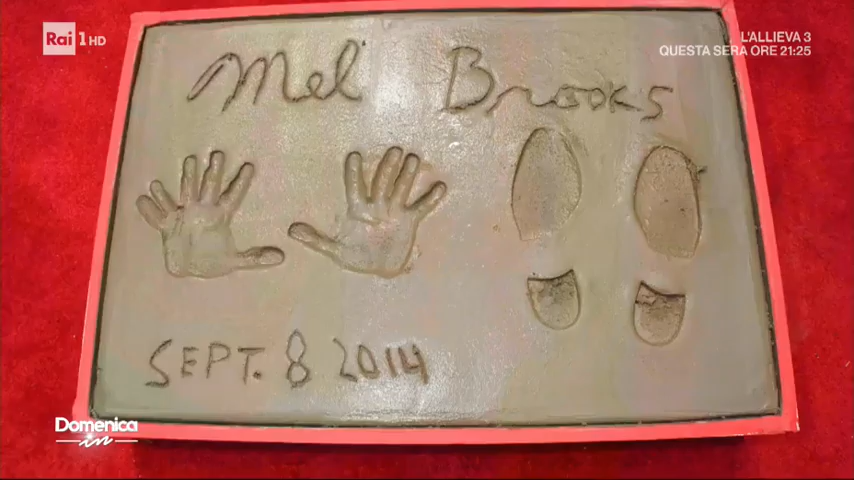 Rai 1 HD
L'ALLIEVA 3
QUESTA SERA ORE 21:25
Mel Brooks
SEPT. 8 2014
Domenica
in